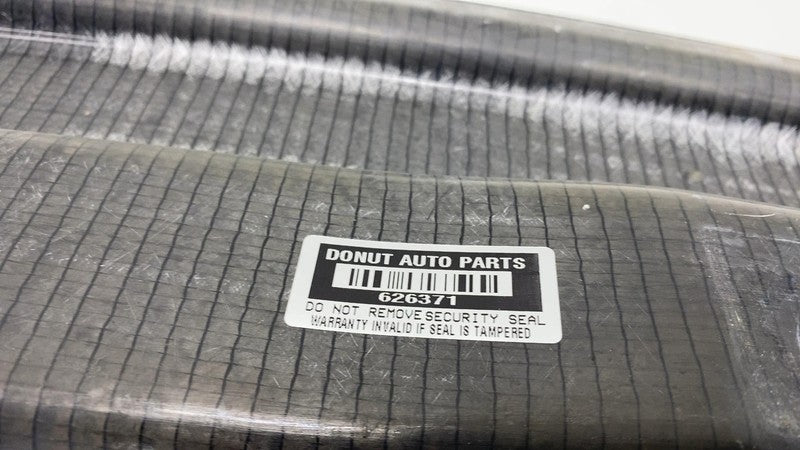 DONUT AUTO PARTS
626371
DO NOT REMOVE SECURITY SEAL
WARRANTY INVALID IF SEAL IS TAMPERED